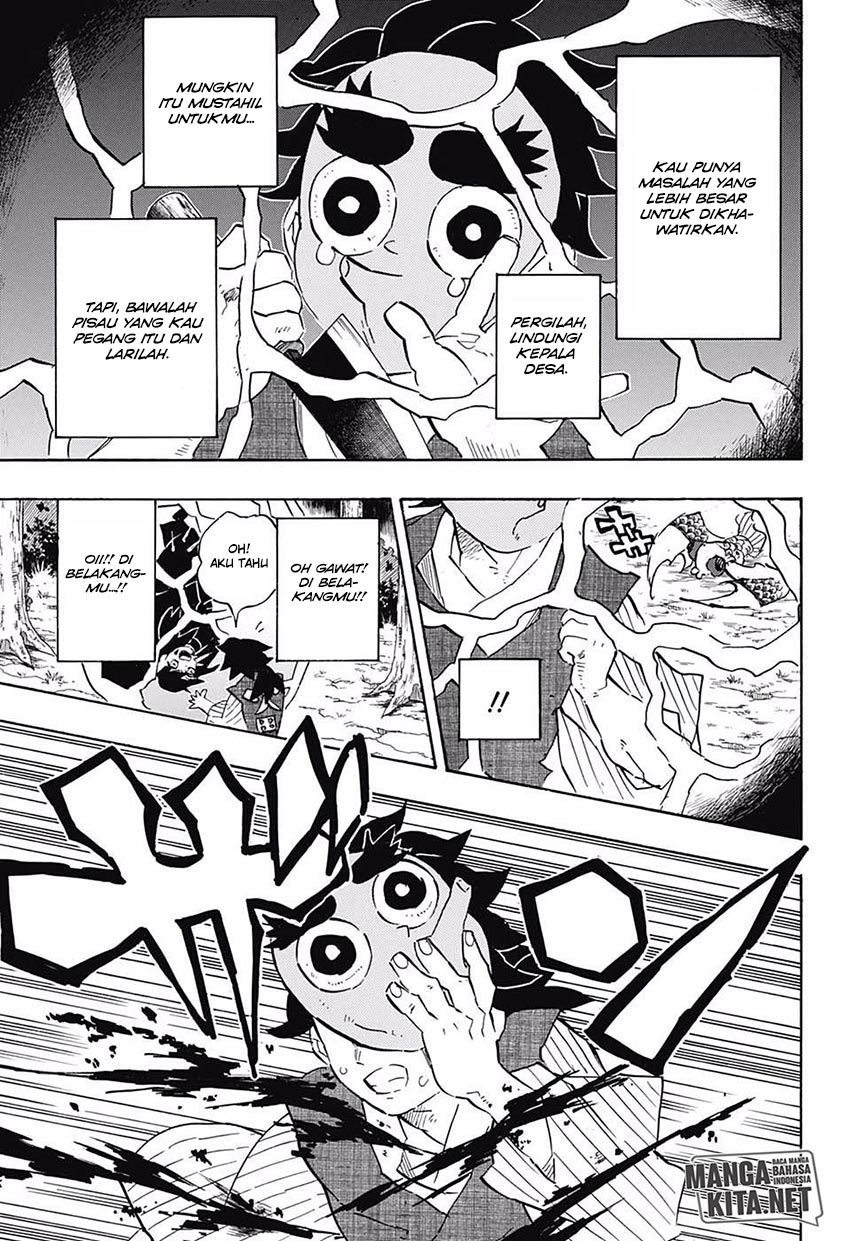 KAU PUNYA
MASALAH YANG
LEBIH BESAR
UNTUK DIKHA-
WATIRKAN.
MUNGKIN
ITU MUSTAHIL
UNTUKMU...
PERGILAH,
LINDUNGI
KEPALA
DESA.
TAPI, BAWALAH
PISAU YANG KAU
PEGANG ITU DAN
LARILAH.
!!
OH GAWAT!
DI BELA-
KANGMU!!
OH!
AKU TAHU
OII!! DI
BELAKANG-
MU...!!
MANGA
KITA.NET
BACA MANGA
BAHASA
INDONESIA